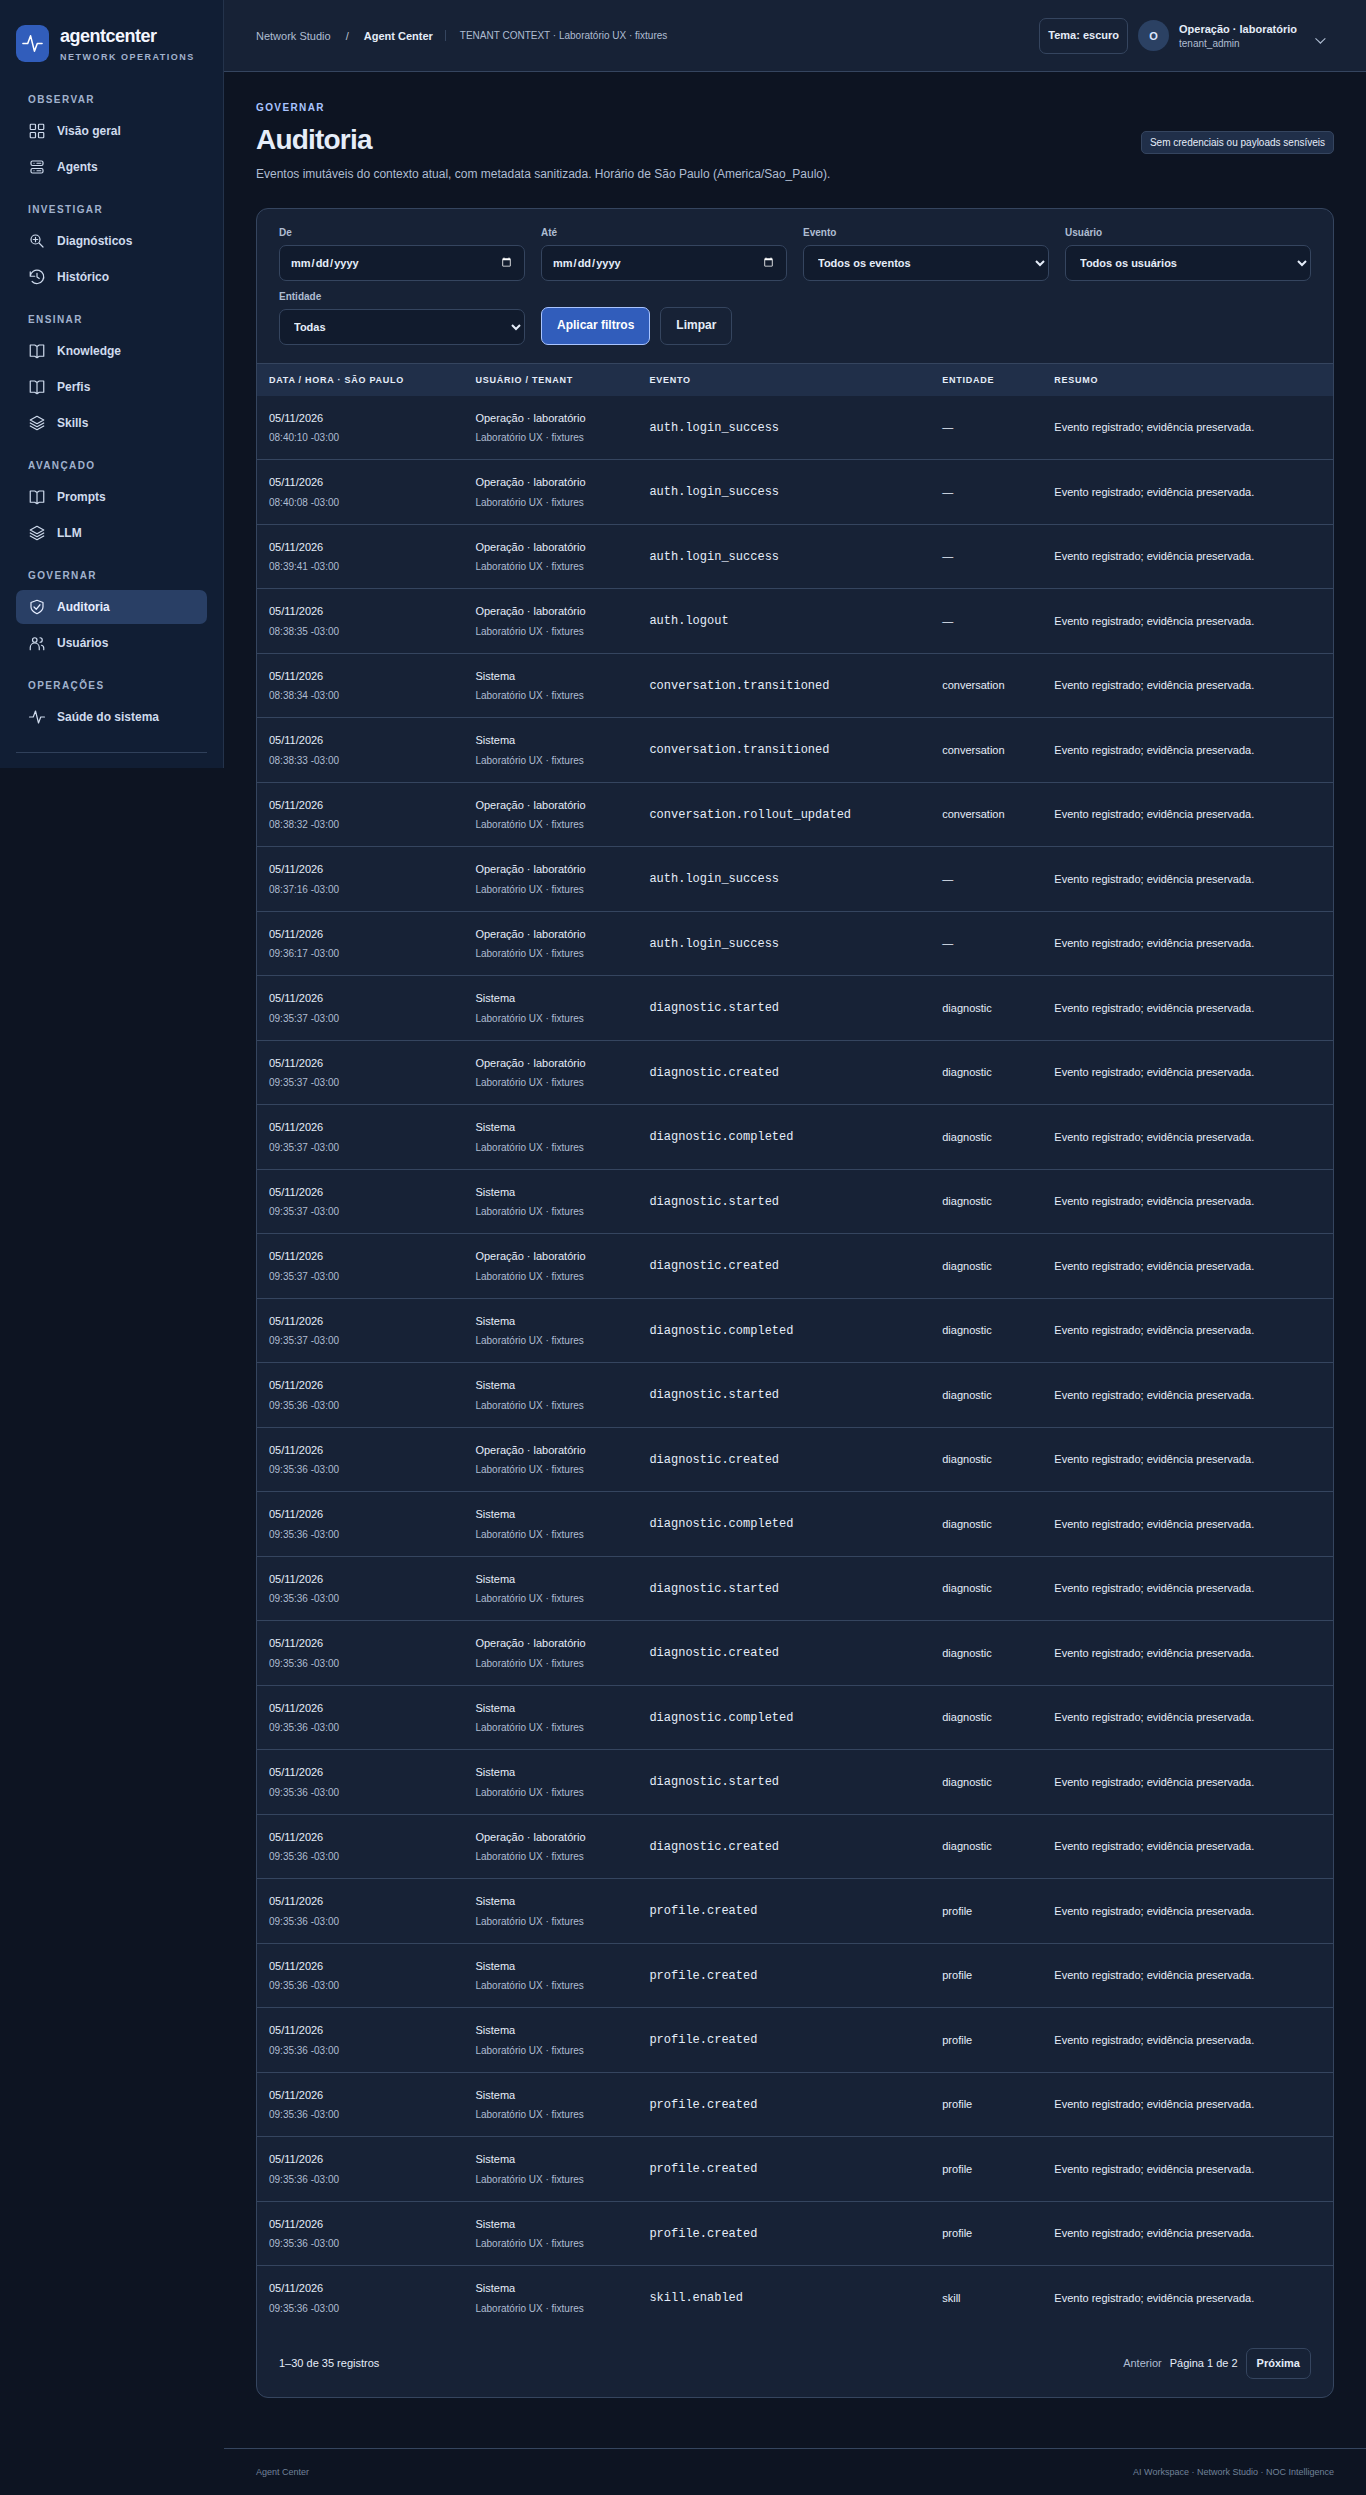 agentcenter
NETWORK OPERATIONS
OBSERVAR
Visão geral
Agents
INVESTIGAR
Diagnósticos
Histórico
ENSINAR
Knowledge
Perfis
Skills
AVANÇADO
Prompts
LLM
GOVERNAR
Auditoria
Usuários
OPERAÇÕES
Saúde do sistema
Network Studio / Agent Center TENANT CONTEXT · Laboratório UX · fixtures
Tema: escuro
O
Operação · laboratório
tenant_admin
GOVERNAR
Auditoria
Sem credenciais ou payloads sensíveis
Eventos imutáveis do contexto atual, com metadata sanitizada. Horário de São Paulo (America/Sao_Paulo).
De Até Evento Usuário
mm/dd/yyyy mm/dd/yyyy Todos os eventos Todos os usuários
Entidade
Todas Aplicar filtros Limpar
DATA / HORA · SÃO PAULO USUÁRIO / TENANT EVENTO ENTIDADE RESUMO
05/11/2026 Operação · laboratório
auth.login_success — Evento registrado; evidência preservada.
08:40:10 -03:00 Laboratório UX · fixtures
05/11/2026 Operação · laboratório
auth.login_success — Evento registrado; evidência preservada.
08:40:08 -03:00 Laboratório UX · fixtures
05/11/2026 Operação · laboratório
auth.login_success — Evento registrado; evidência preservada.
08:39:41 -03:00 Laboratório UX · fixtures
05/11/2026 Operação · laboratório
auth.logout — Evento registrado; evidência preservada.
08:38:35 -03:00 Laboratório UX · fixtures
05/11/2026 Sistema
conversation.transitioned conversation Evento registrado; evidência preservada.
08:38:34 -03:00 Laboratório UX · fixtures
05/11/2026 Sistema
conversation.transitioned conversation Evento registrado; evidência preservada.
08:38:33 -03:00 Laboratório UX · fixtures
05/11/2026 Operação · laboratório
conversation.rollout_updated conversation Evento registrado; evidência preservada.
08:38:32 -03:00 Laboratório UX · fixtures
05/11/2026 Operação · laboratório
auth.login_success — Evento registrado; evidência preservada.
08:37:16 -03:00 Laboratório UX · fixtures
05/11/2026 Operação · laboratório
auth.login_success — Evento registrado; evidência preservada.
09:36:17 -03:00 Laboratório UX · fixtures
05/11/2026 Sistema
diagnostic.started diagnostic Evento registrado; evidência preservada.
09:35:37 -03:00 Laboratório UX · fixtures
05/11/2026 Operação · laboratório
diagnostic.created diagnostic Evento registrado; evidência preservada.
09:35:37 -03:00 Laboratório UX · fixtures
05/11/2026 Sistema
diagnostic.completed diagnostic Evento registrado; evidência preservada.
09:35:37 -03:00 Laboratório UX · fixtures
05/11/2026 Sistema
diagnostic.started diagnostic Evento registrado; evidência preservada.
09:35:37 -03:00 Laboratório UX · fixtures
05/11/2026 Operação · laboratório
diagnostic.created diagnostic Evento registrado; evidência preservada.
09:35:37 -03:00 Laboratório UX · fixtures
05/11/2026 Sistema
diagnostic.completed diagnostic Evento registrado; evidência preservada.
09:35:37 -03:00 Laboratório UX · fixtures
05/11/2026 Sistema
diagnostic.started diagnostic Evento registrado; evidência preservada.
09:35:36 -03:00 Laboratório UX · fixtures
05/11/2026 Operação · laboratório
diagnostic.created diagnostic Evento registrado; evidência preservada.
09:35:36 -03:00 Laboratório UX · fixtures
05/11/2026 Sistema
diagnostic.completed diagnostic Evento registrado; evidência preservada.
09:35:36 -03:00 Laboratório UX · fixtures
05/11/2026 Sistema
diagnostic.started diagnostic Evento registrado; evidência preservada.
09:35:36 -03:00 Laboratório UX · fixtures
05/11/2026 Operação · laboratório
diagnostic.created diagnostic Evento registrado; evidência preservada.
09:35:36 -03:00 Laboratório UX · fixtures
05/11/2026 Sistema
diagnostic.completed diagnostic Evento registrado; evidência preservada.
09:35:36 -03:00 Laboratório UX · fixtures
05/11/2026 Sistema
diagnostic.started diagnostic Evento registrado; evidência preservada.
09:35:36 -03:00 Laboratório UX · fixtures
05/11/2026 Operação · laboratório
diagnostic.created diagnostic Evento registrado; evidência preservada.
09:35:36 -03:00 Laboratório UX · fixtures
05/11/2026 Sistema
profile.created profile Evento registrado; evidência preservada.
09:35:36 -03:00 Laboratório UX · fixtures
05/11/2026 Sistema
profile.created profile Evento registrado; evidência preservada.
09:35:36 -03:00 Laboratório UX · fixtures
05/11/2026 Sistema
profile.created profile Evento registrado; evidência preservada.
09:35:36 -03:00 Laboratório UX · fixtures
05/11/2026 Sistema
profile.created profile Evento registrado; evidência preservada.
09:35:36 -03:00 Laboratório UX · fixtures
05/11/2026 Sistema
profile.created profile Evento registrado; evidência preservada.
09:35:36 -03:00 Laboratório UX · fixtures
05/11/2026 Sistema
profile.created profile Evento registrado; evidência preservada.
09:35:36 -03:00 Laboratório UX · fixtures
05/11/2026 Sistema
skill.enabled skill Evento registrado; evidência preservada.
09:35:36 -03:00 Laboratório UX · fixtures
1–30 de 35 registros Anterior Página 1 de 2 Próxima
Agent Center AI Workspace · Network Studio · NOC Intelligence